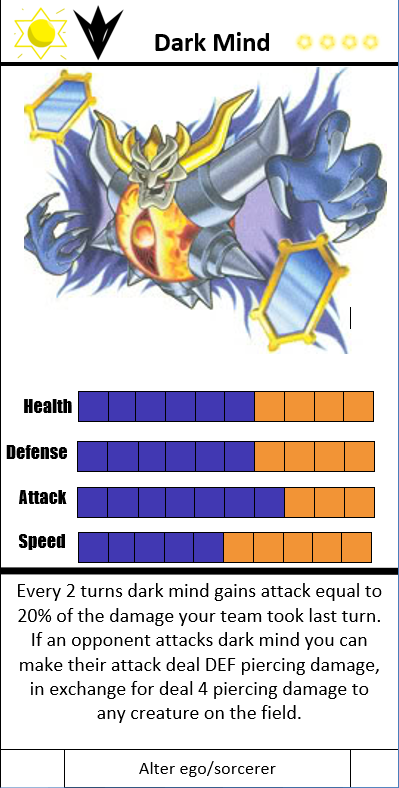 Dark Mind
Health
Defense
Attack
Speed
Every 2 turns dark mind gains attack equal to
20% of the damage your team took last turn.
If an opponent attacks dark mind you can
make their attack deal DEF piercing damage,
in exchange for deal 4 piercing damage to
any creature on the field.
Alter ego/sorcerer